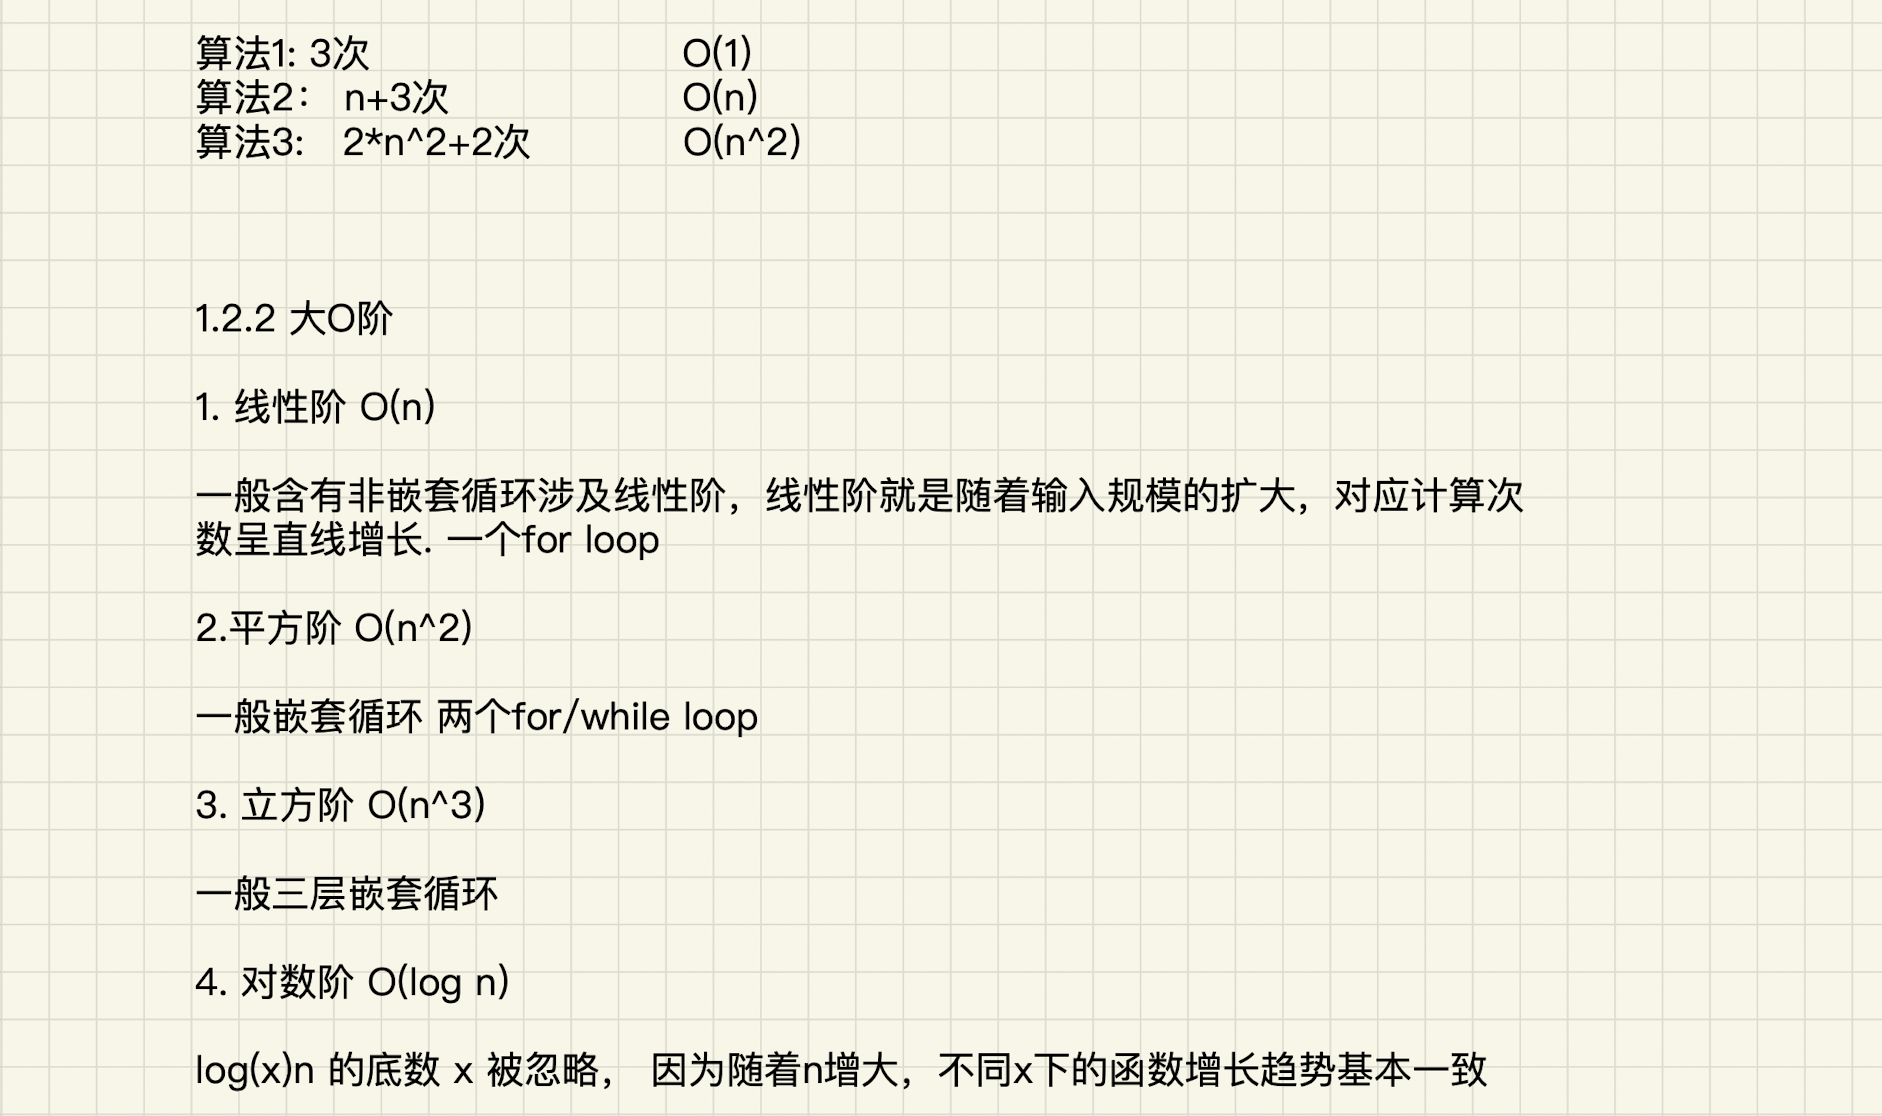 算法1: 3次 O(1)
算法2： n+3次 O(n)
算法3: 2*n^2+2次 O(n^2)
1.2.2 大O阶
1. 线性阶 O(n)
一般含有非嵌套循环涉及线性阶，线性阶就是随着输入规模的扩大，对应计算次
数呈直线增长. 一个for loop
2.平方阶 O(n^2)
一般嵌套循环 两个for/while loop
3. 立方阶 O(n^3)
一般三层嵌套循环
4. 对数阶 O(log n)
log(x)n 的底数 x 被忽略， 因为随着n增大，不同x下的函数增长趋势基本一致